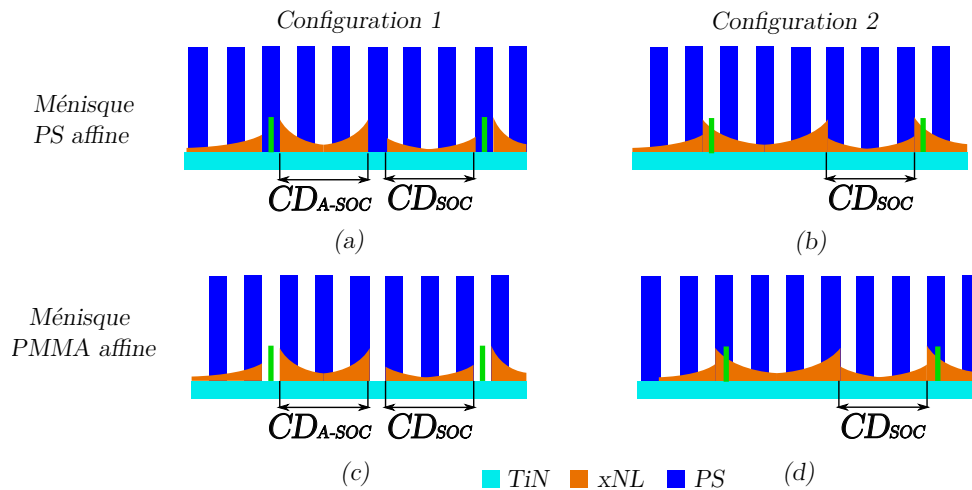 Configuration 1
Configuration 2
Ménisque
PS affine
CDA-SOC
CDSOC
CDSOC
(a)
(b)
Ménisque
PMMA affine
CDA-SOC
CDSOC
CDSOC
(c)
(d)
TiN
xNL
PS